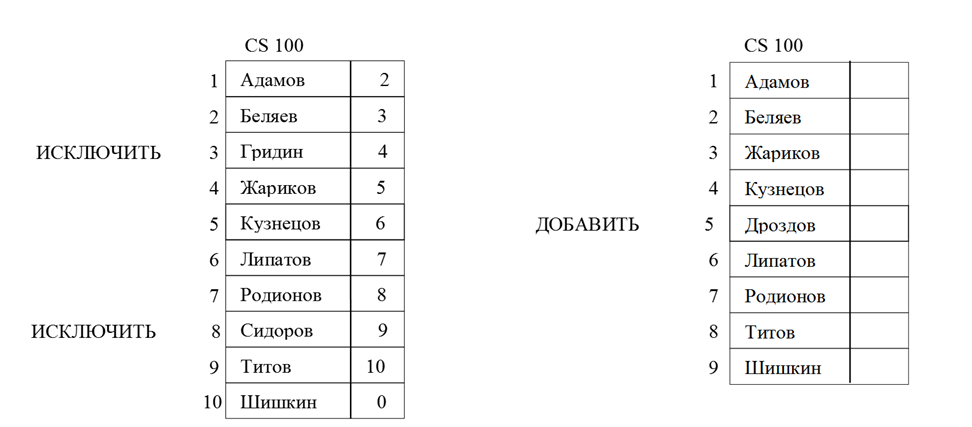 CS 100 CS 100
1 Адамов 2 1 Адамов
2 Беляев 3 2 Беляев
ИСКЛЮЧИТЬ 3 Гридин 4 3 Жариков
4 Жариков 5 4 Кузнецов
5 Кузнецов 6 ДОБАВИТЬ 5 Дроздов
6 Липатов 7 6 Липатов
7 Родионов 8 7 Родионов
ИСКЛЮЧИТЬ 8 Сидоров 9 8 Титов
9 Титов 10 9 Шишкин
10 Шишкин 0